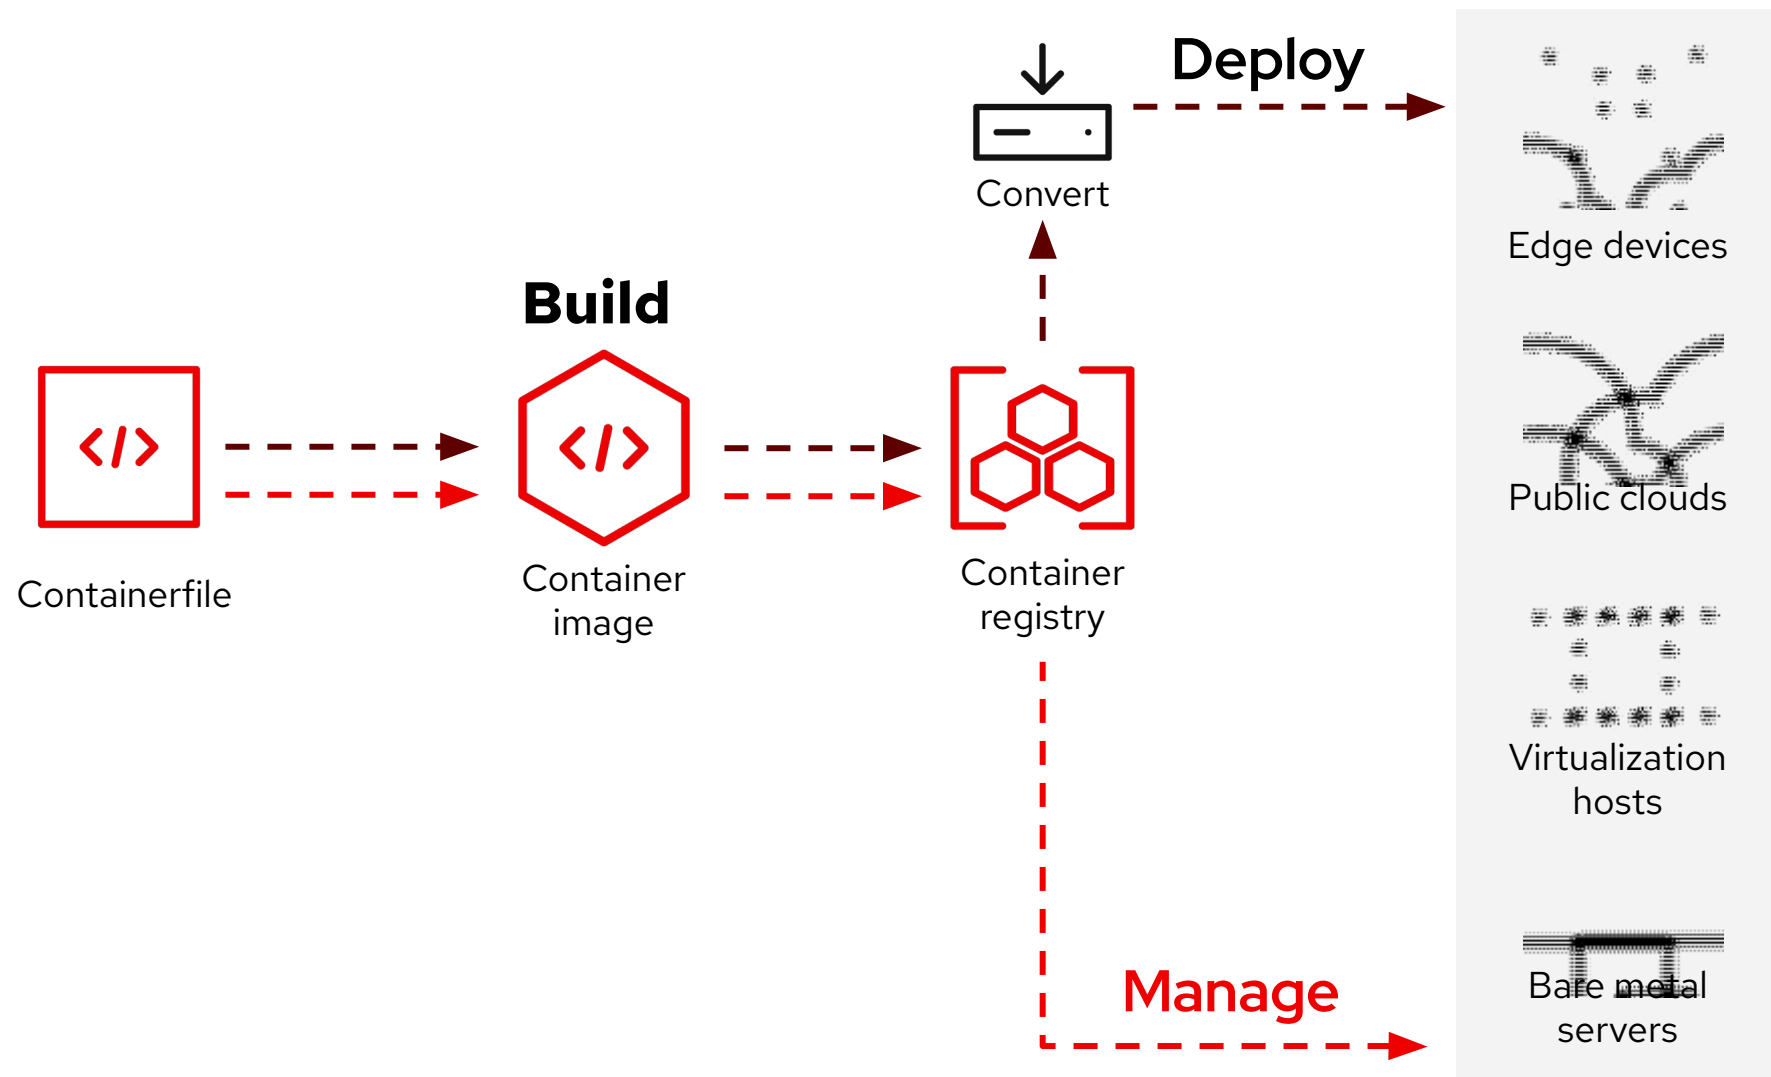 Deploy
Convert
Edge devices
Build
</>
</>
Public clouds
Containerfile
Container
image
Container
registry
Virtualization
hosts
Manage
Bare metal
servers